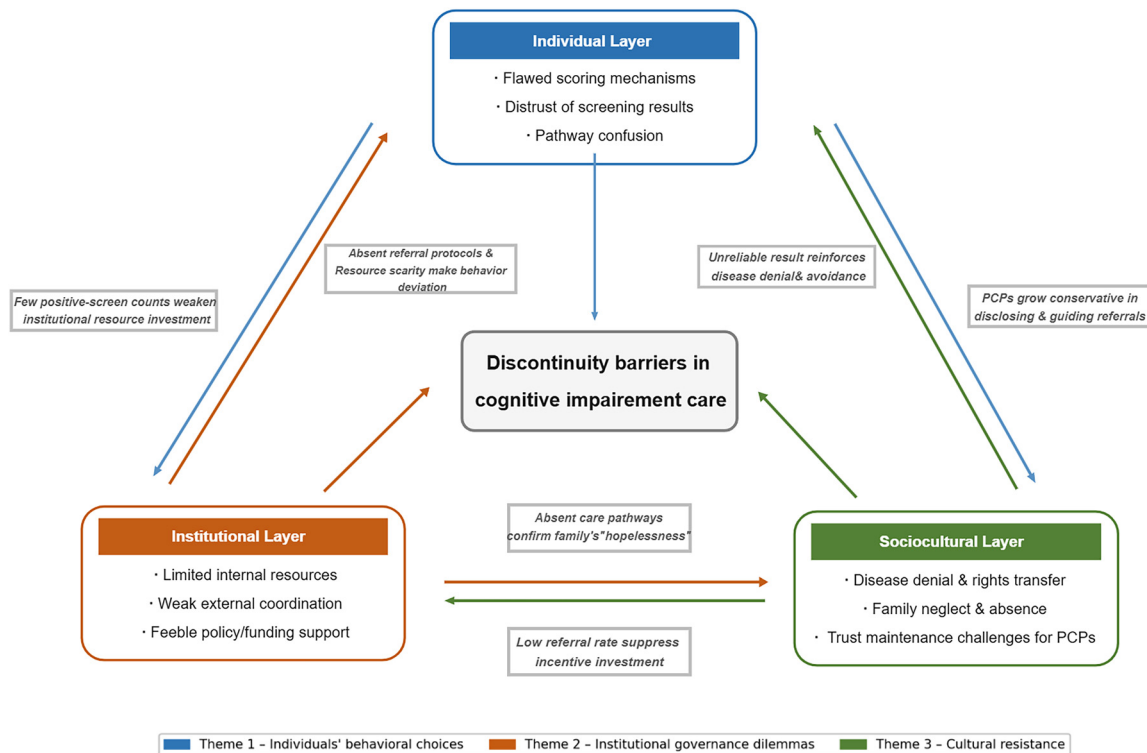 Individual Layer
· Flawed scoring mechanisms
· Distrust of screening results
· Pathway confusion
Absent referral protocols &
Resource scarity make behavior
deviation
Unreliable result reinforces
disease denial& avoidance
Few positive-screen counts weaken
institutional resource investment
PCPs grow conservative in
disclosing & guiding referrals
Discontinuity barriers in
cognitive impairement care
Institutional Layer
· Limited internal resources
· Weak external coordination
· Feeble policy/funding support
Absent care pathways
confirm family's"hopelessness"
Low referral rate suppress
incentive investment
Sociocultural Layer
· Disease denial & rights transfer
· Family neglect & absence
· Trust maintenance challenges for PCPs
Theme 1 – Individuals' behavioral choices
Theme 2 – Institutional governance dilemmas
Theme 3 – Cultural resistance